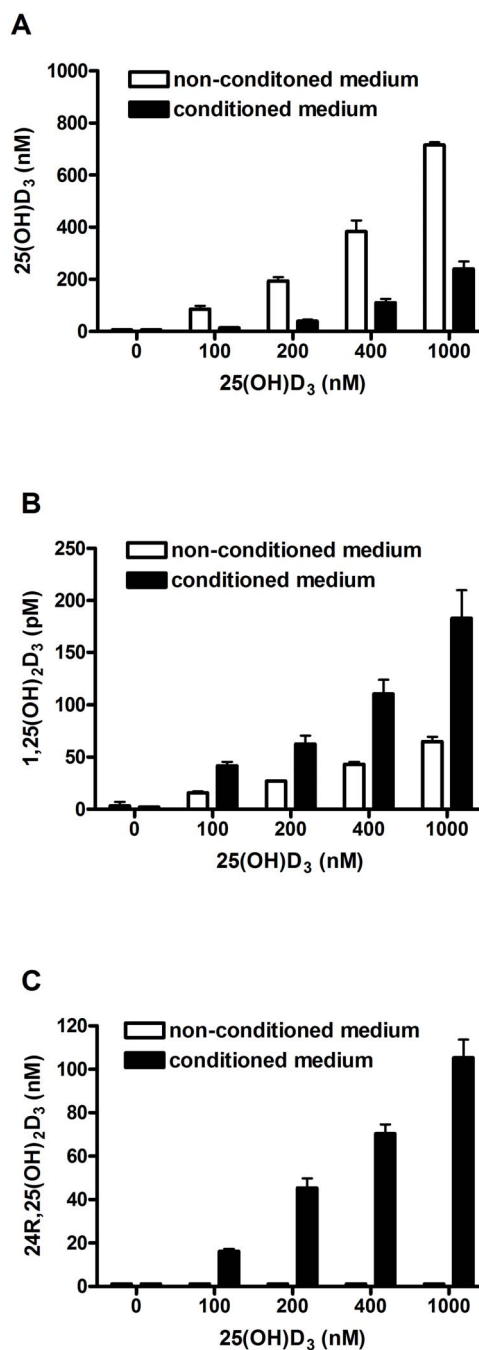 A
1000
800
600
400
200
0
25(OH)D₃ (nM)
non-conditoned medium
conditioned medium
0 100 200 400 1000
25(OH)D₃ (nM)
B
250
200
150
100
50
0
1,25(OH)₂D₃ (pM)
non-conditioned medium
conditioned medium
0 100 200 400 1000
25(OH)D₃ (nM)
C
120
100
80
60
40
20
0
24R,25(OH)₂D₃ (nM)
non-conditioned medium
conditioned medium
0 100 200 400 1000
25(OH)D₃ (nM)